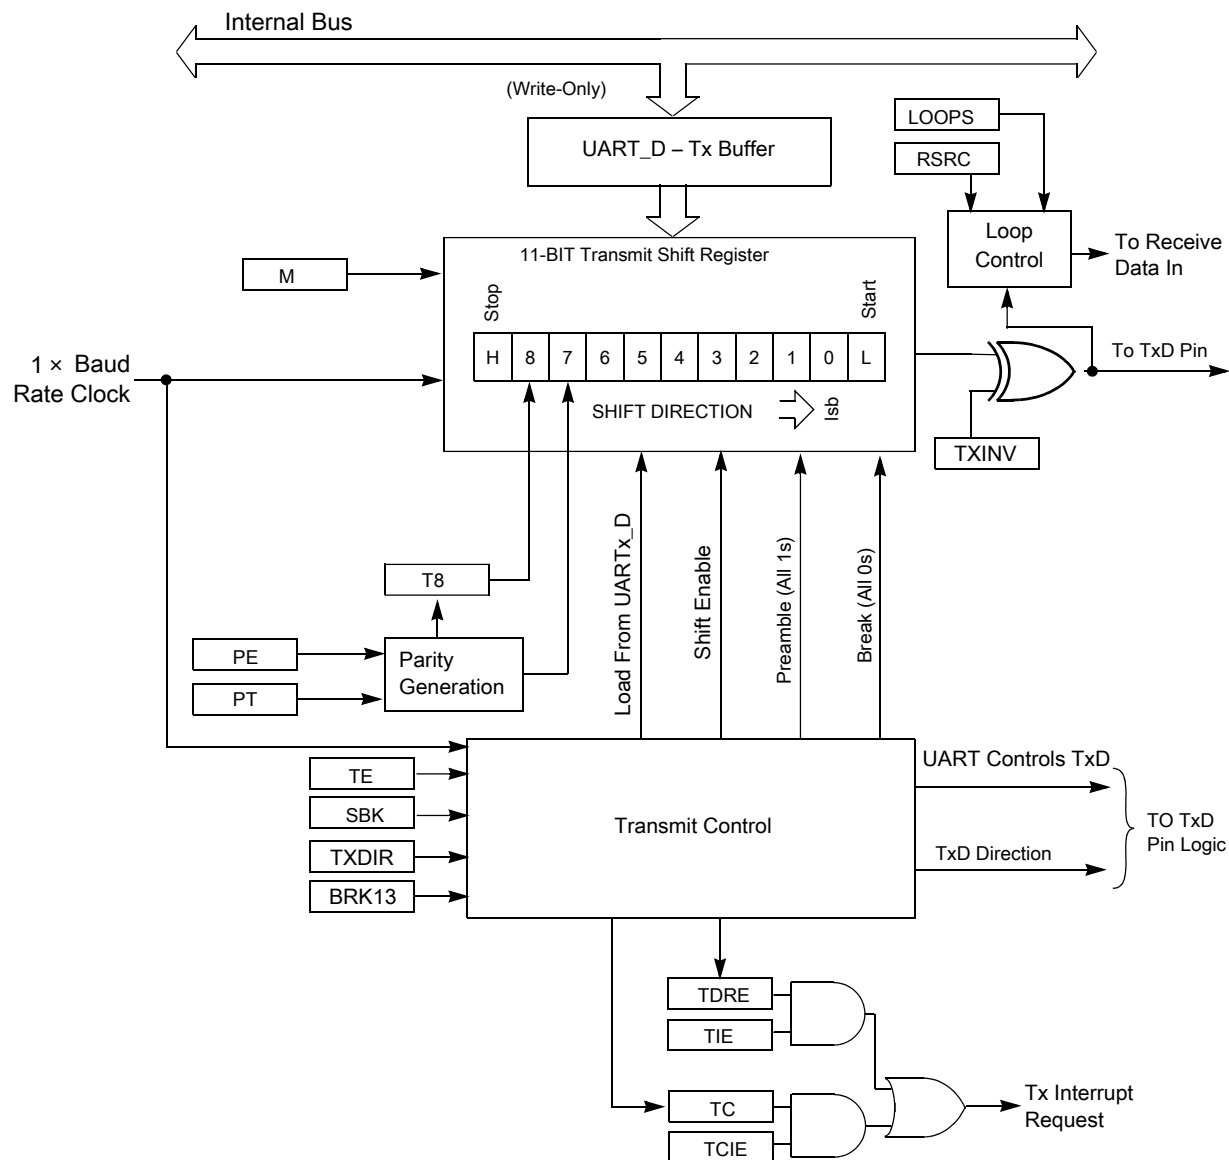 Internal Bus
(Write-Only)
UART_D – Tx Buffer
LOOPS
RSRC
Loop
Control
To Receive
Data In
11-BIT Transmit Shift Register
M
Stop
Start
H 8 7 6 5 4 3 2 1 0 L
1 × Baud
Rate Clock
SHIFT DIRECTION
lsb
To TxD Pin
TXINV
T8
PE
PT
Parity
Generation
Load From UARTx_D
Shift Enable
Preamble (All 1s)
Break (All 0s)
TE
SBK
TXDIR
BRK13
Transmit Control
UART Controls TxD
TxD Direction
TO TxD
Pin Logic
TDRE
TIE
TC
TCIE
Tx Interrupt
Request